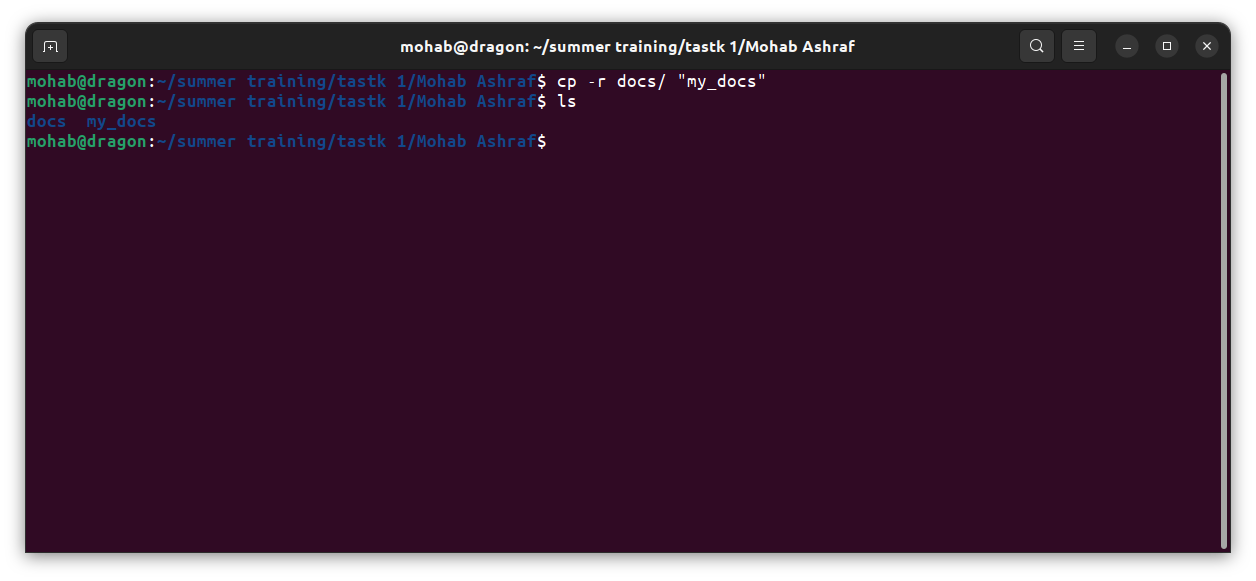 mohab@dragon: ~/summer training/tastk 1/Mohab Ashraf
mohab@dragon:~/summer training/tastk 1/Mohab Ashraf$ cp -r docs/ "my_docs"
mohab@dragon:~/summer training/tastk 1/Mohab Ashraf$ ls
docs  my_docs
mohab@dragon:~/summer training/tastk 1/Mohab Ashraf$